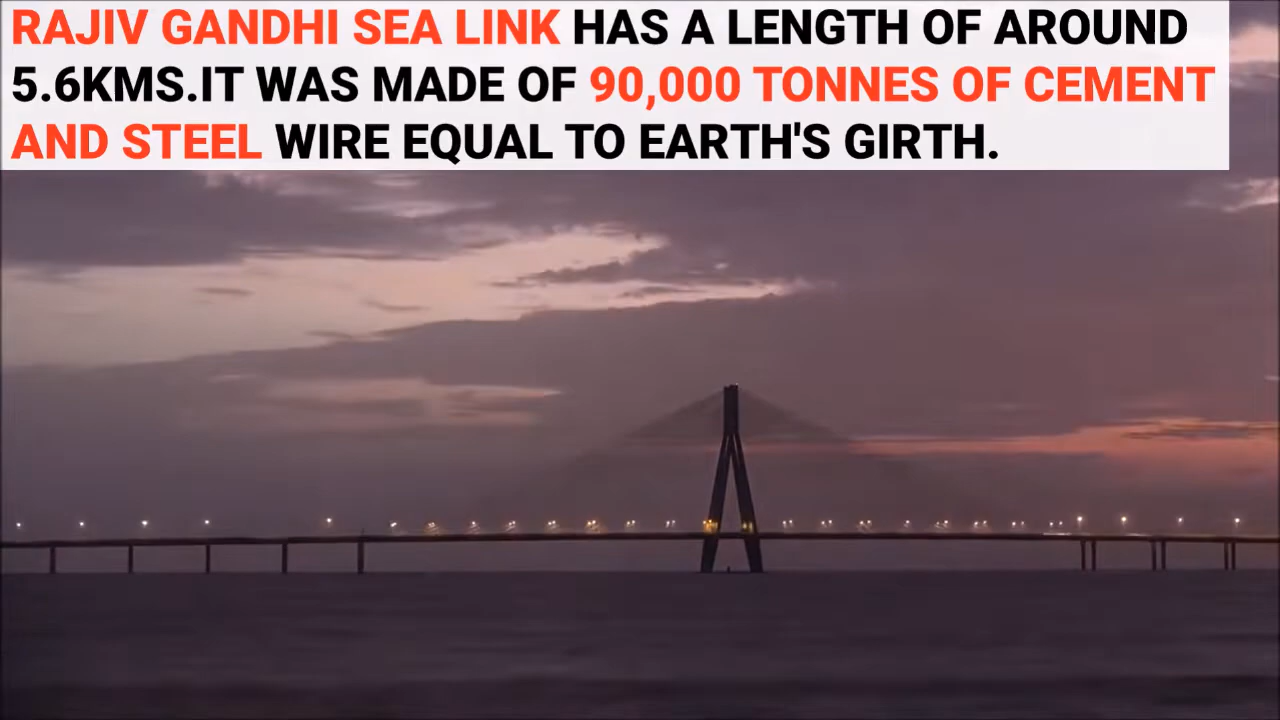 RAJIV GANDHI SEA LINK HAS A LENGTH OF AROUND
5.6KMS.IT WAS MADE OF 90,000 TONNES OF CEMENT
AND STEEL WIRE EQUAL TO EARTH'S GIRTH.